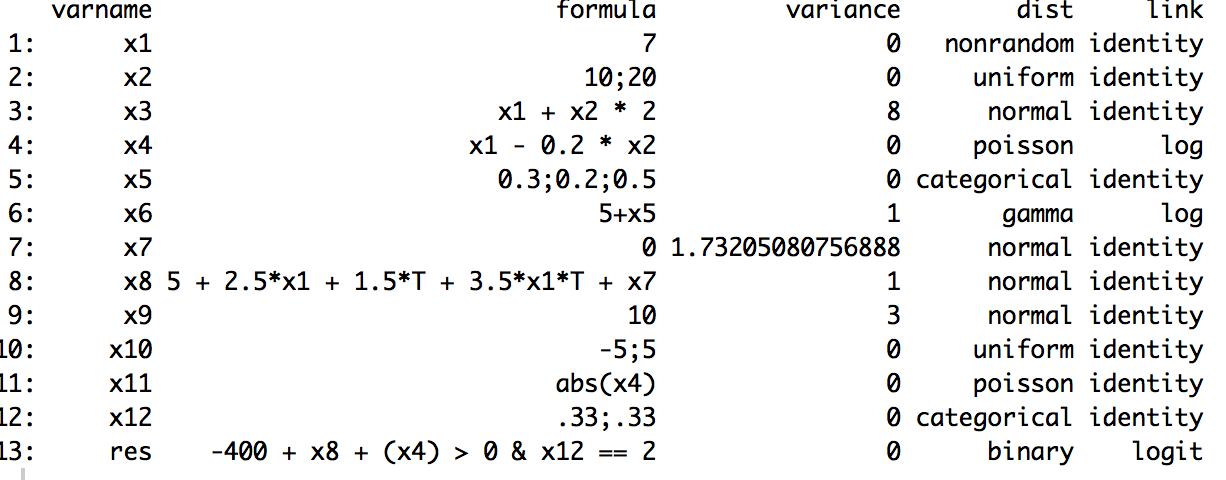 varname formula variance dist link
1: x1 7 0 nonrandom identity
2: x2 10;20 0 uniform identity
3: x3 x1 + x2 * 2 8 normal identity
4: x4 x1 - 0.2 * x2 0 poisson log
5: x5 0.3;0.2;0.5 0 categorical identity
6: x6 5+x5 1 gamma log
7: x7 0 1.73205080756888 normal identity
8: x8 5 + 2.5*x1 + 1.5*T + 3.5*x1*T + x7 1 normal identity
9: x9 10 3 normal identity
10: x10 -5;5 0 uniform identity
11: x11 abs(x4) 0 poisson identity
12: x12 .33;.33 0 categorical identity
13: res -400 + x8 + (x4) > 0 & x12 == 2 0 binary logit